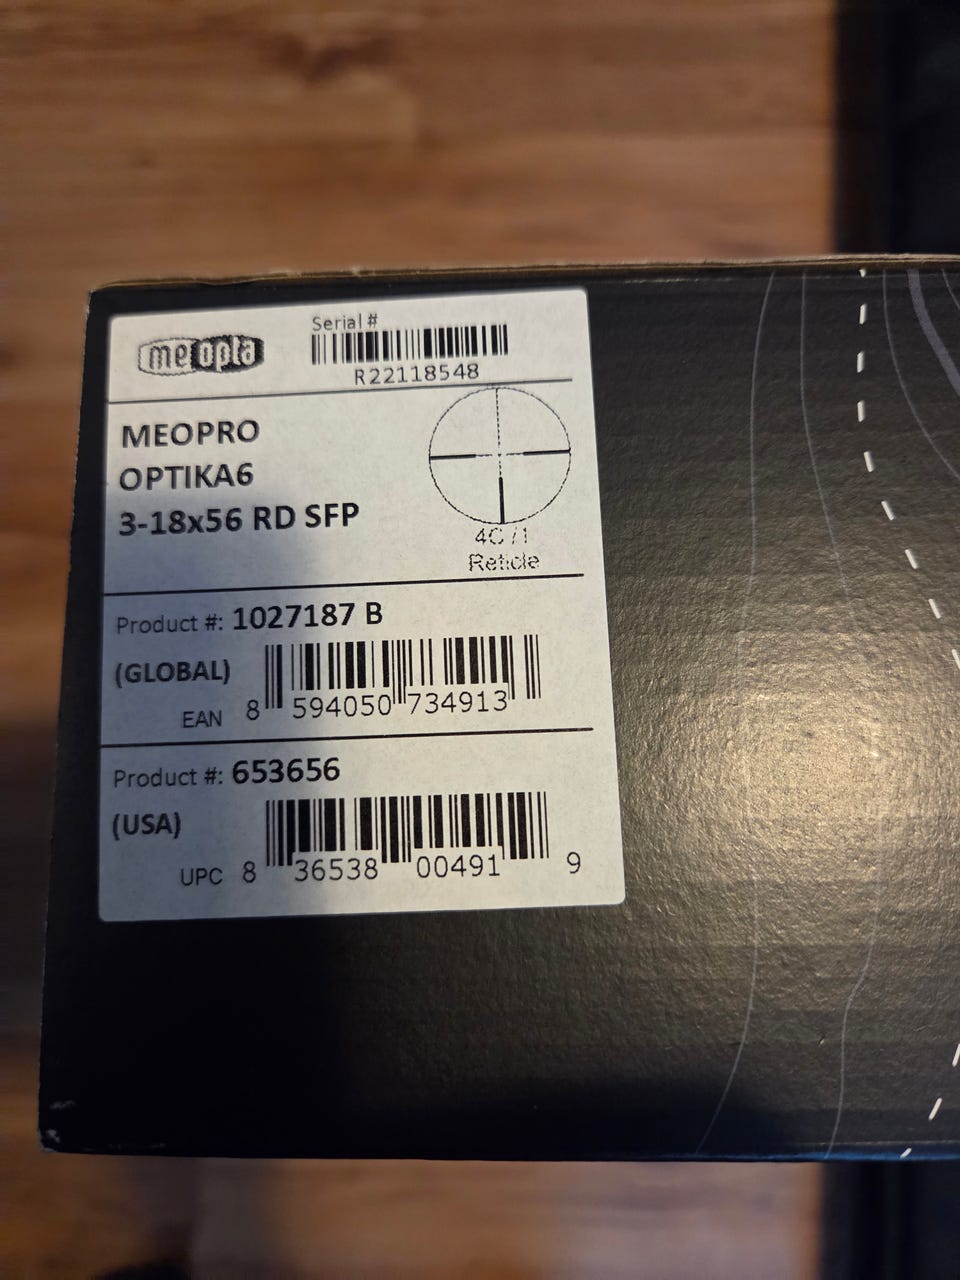 meopta
Serial #
R22118548
MEOPRO
OPTIKA6
3-18x56 RD SFP
4C /1
Reticle
Product #: 1027187 B
(GLOBAL)
EAN 8 594050 734913
Product #: 653656
(USA)
UPC 8 36538 00491 9